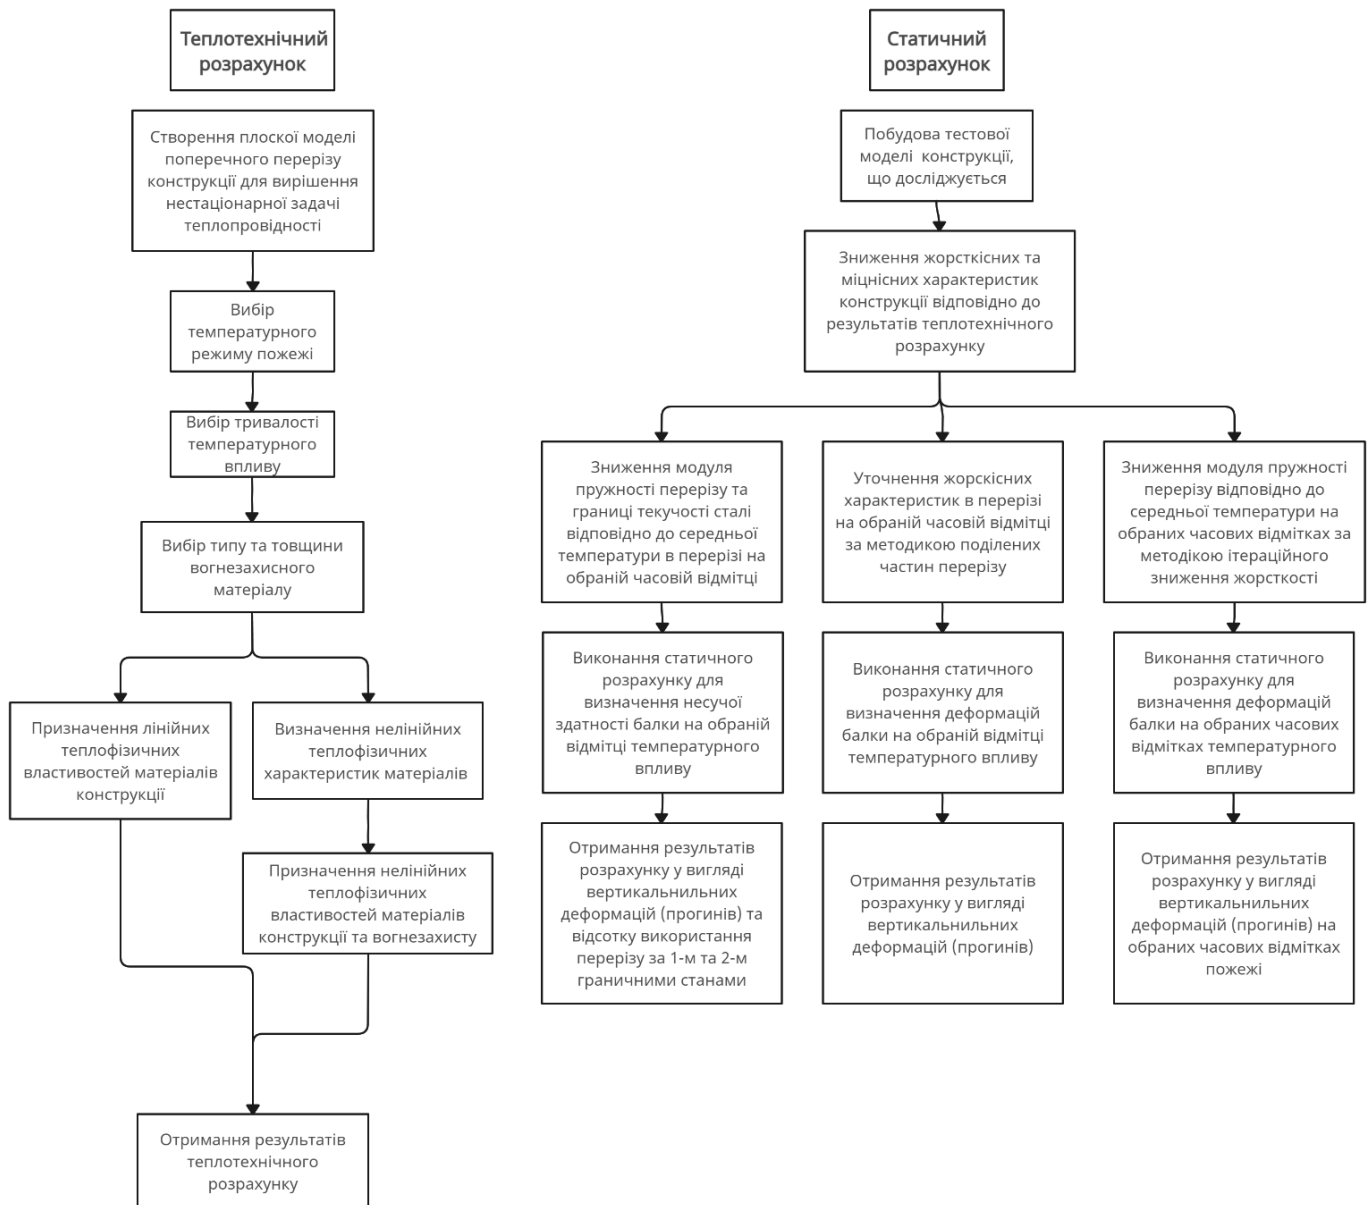 Теплотехнічний
розрахунок
Створення плоскої моделі
поперечного перерізу
конструкції для вирішення
нестаціонарної задачі
теплопровідності
Вибір
температурного
режиму пожежі
Вибір тривалості
температурного
впливу
Вибір типу та товщини
вогнезахисного
матеріалу
Призначення лінійних
теплофізичних
властивостей матеріалів
конструкції
Визначення нелінійних
теплофізичних
характеристик матеріалів
Призначення нелінійних
теплофізичних
властивостей матеріалів
конструкції та вогнезахисту
Отримання результатів
теплотехнічного
розрахунку
Статичний
розрахунок
Побудова тестової
моделі конструкції,
що досліджується
Зниження жорсткісних та
міцнісних характеристик
конструкції відповідно до
результатів теплотехнічного
розрахунку
Зниження модуля
пружності перерізу та
границі текучості сталі
відповідно до середньої
температури в перерізі на
обраній часовій відмітці
Виконання статичного
розрахунку для
визначення несучої
здатності балки на обраній
відмітці температурного
впливу
Отримання результатів
розрахунку у вигляді
вертикальнильних
деформацій (прогинів) та
відсотку використання
перерізу за 1-м та 2-м
граничними станами
Уточнення жорскісних
характеристик в перерізі
на обраній часовій відмітці
за методикою поділених
частин перерізу
Виконання статичного
розрахунку для
визначення деформацій
балки на обраній відмітці
температурного впливу
Отримання результатів
розрахунку у вигляді
вертикальнильних
деформацій (прогинів)
Зниження модуля пружності
перерізу відповідно до
середньої температури на
обраних часових відмітках за
методікою ітераційного
зниження жорсткості
Виконання статичного
розрахунку для
визначення деформацій
балки на обраних часових
відмітках температурного
впливу
Отримання результатів
розрахунку у вигляді
вертикальнильних
деформацій (прогинів) на
обраних часових відмітках
пожежі